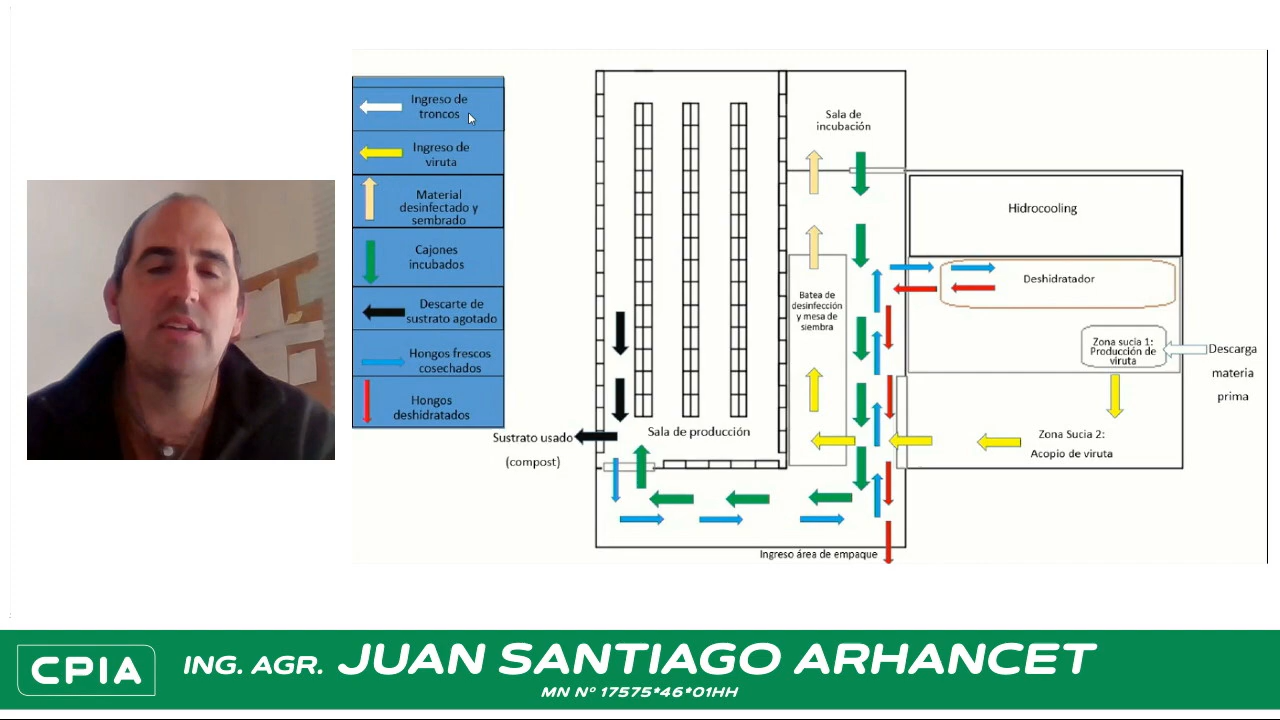 Ingreso de
troncos
Ingreso de
viruta
Material
desinfectado y
sembrado
Cajones
incubados
Descarte de
sustrato agotado
Hongos frescos
cosechados
Hongos
deshidratados
Sala de
incubación
Hidrocooling
Deshidratador
Batea de
desinfección
y mesa de
siembra
Zona sucia 1:
Producción de
viruta
Descarga
materia
prima
Zona Sucia 2:
Acopio de viruta
Sala de producción
Sustrato usado
(compost)
Ingreso área de empaque
CPIA
ING. AGR. JUAN SANTIAGO ARHANCET
MN Nº 17575*46*01HH